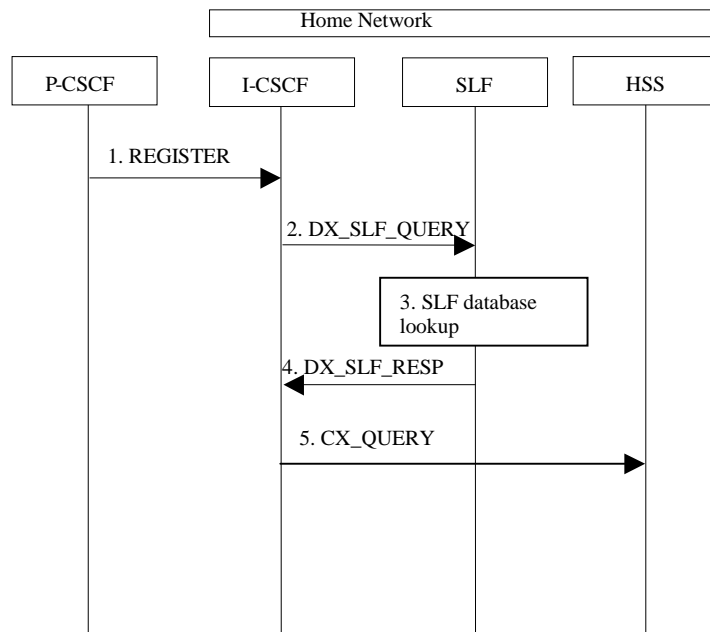 Home Network
P-CSCF
I-CSCF
SLF
HSS
1. REGISTER
2. DX_SLF_QUERY
3. SLF database
lookup
4. DX_SLF_RESP
5. CX_QUERY